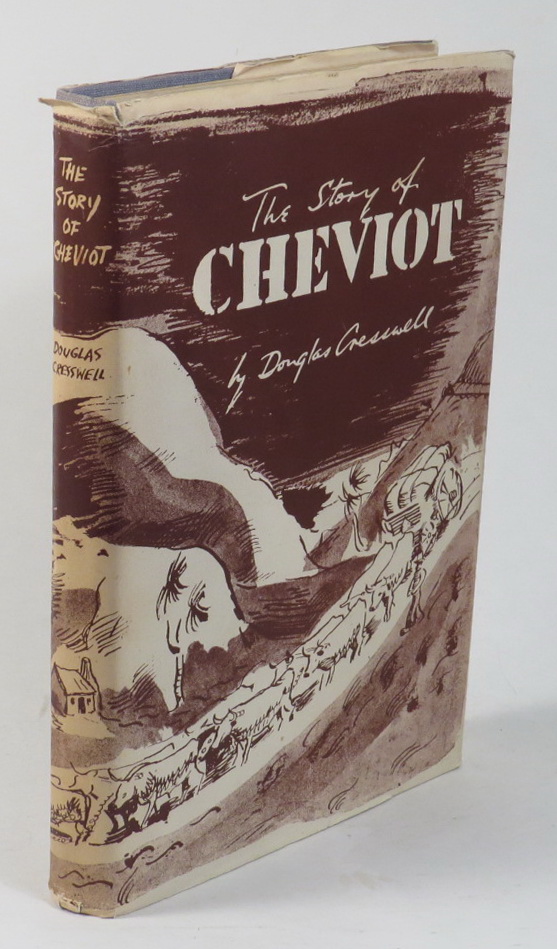 THE
STORY
OF
CHEVIOT
DOUGLAS
CRESSWELL
The Story of
CHEVIOT
by Douglas Cresswell